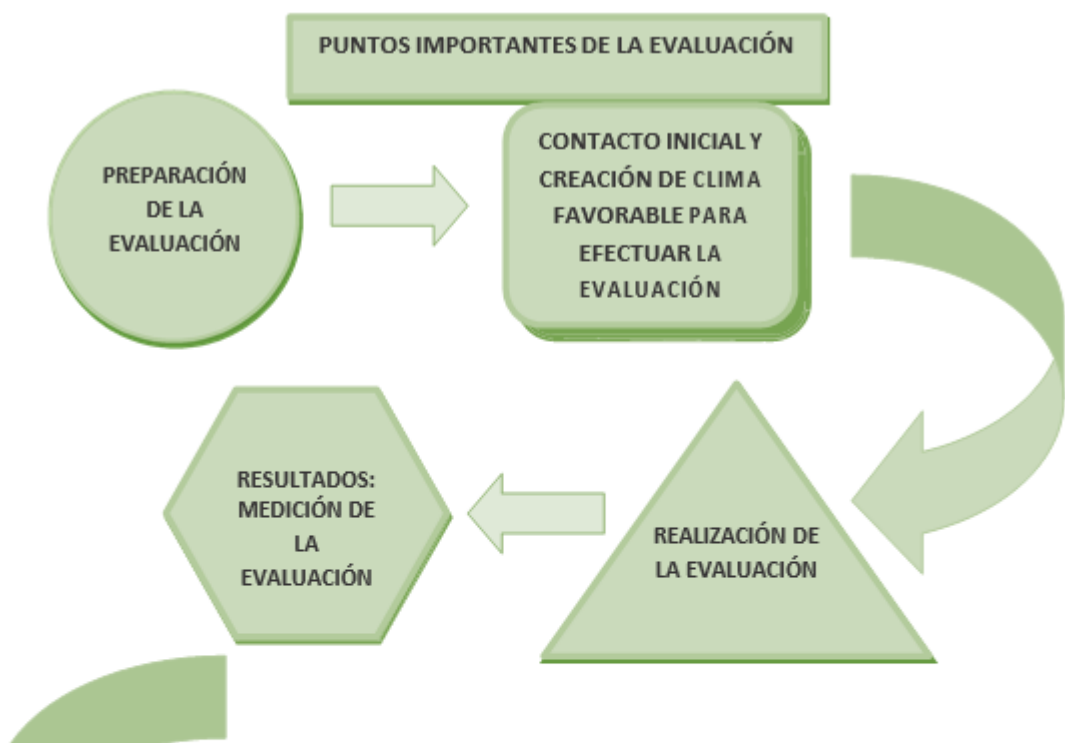 PUNTOS IMPORTANTES DE LA EVALUACIÓN
PREPARACIÓN
DE LA
EVALUACIÓN
CONTACTO INICIAL Y
CREACIÓN DE CLIMA
FAVORABLE PARA
EFECTUAR LA
EVALUACIÓN
REALIZACIÓN DE
LA EVALUACIÓN
RESULTADOS:
MEDICIÓN DE
LA
EVALUACIÓN